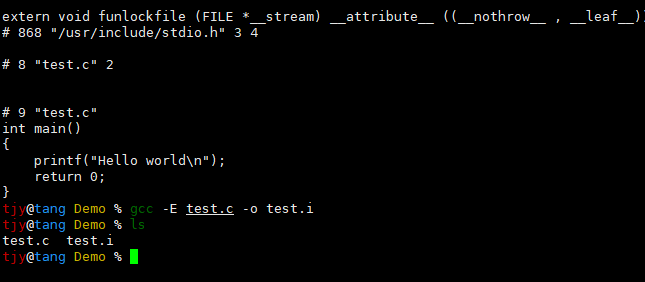 extern void funlockfile (FILE *__stream) __attribute__ ((__nothrow__ , __leaf__))
# 868 "/usr/include/stdio.h" 3 4
# 8 "test.c" 2
# 9 "test.c"
int main()
{
    printf("Hello world\n");
    return 0;
}
tjy@tang Demo % gcc -E test.c -o test.i
tjy@tang Demo % ls
test.c  test.i
tjy@tang Demo %